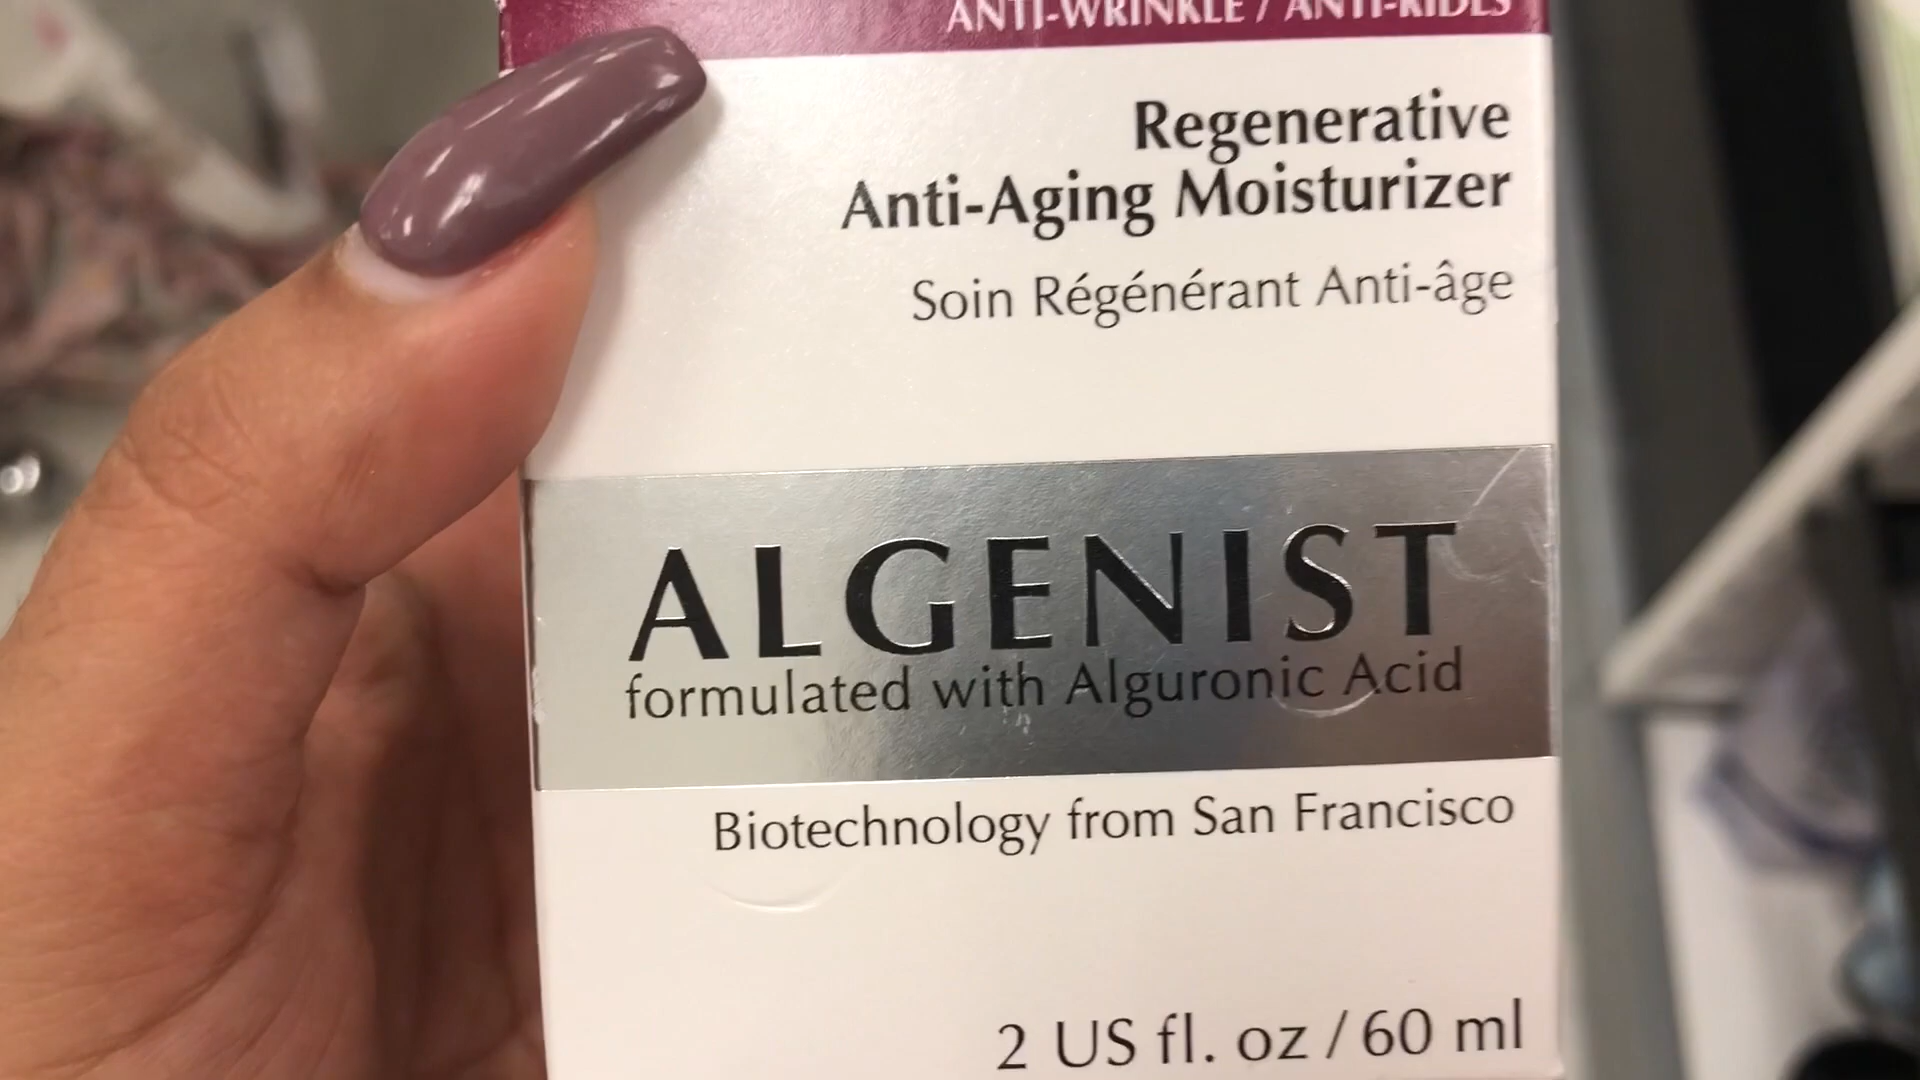 ANTI-WRINKLE / ANTI-RIDES
Regenerative
Anti-Aging Moisturizer
Soin Régénérant Anti-âge
ALGENIST
formulated with Alguronic Acid
Biotechnology from San Francisco
2 US fl. oz / 60 ml